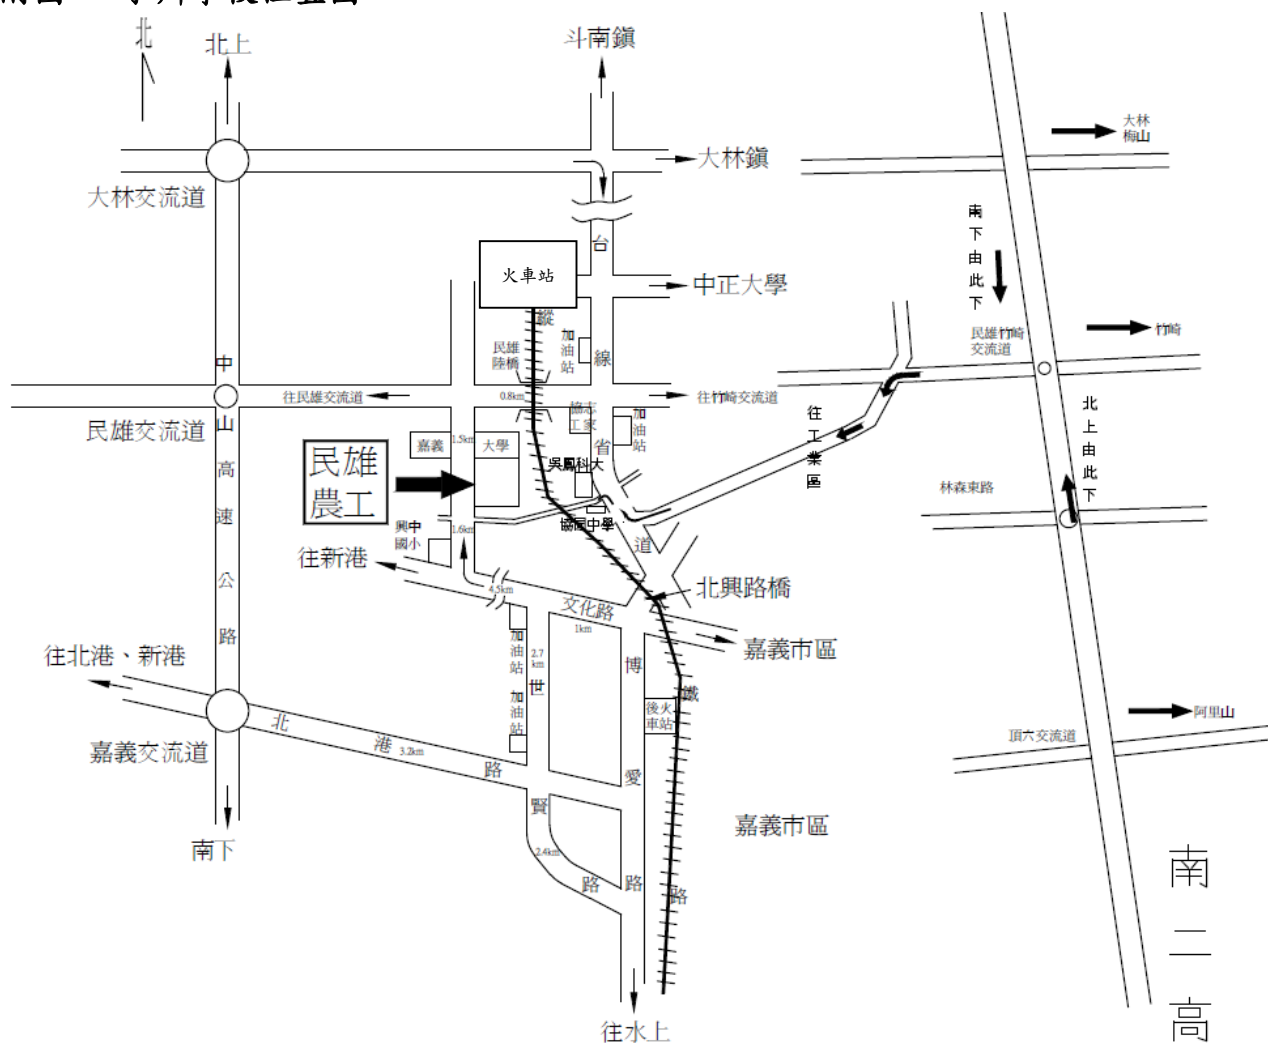 北
北上
斗南鎮
大林鎮
大林
梅山
大林交流道
南下由此下
台
火車站
中正大學
縱
加油站
民雄
陸橋
線
民雄竹崎
交流道
竹崎
中
往民雄交流道
0.8km
往竹崎交流道
民雄交流道
山
協志
工家
加油站
往工業區
北上由此下
嘉義
1.5km
大學
省
民雄
農工
吳鳳科大
高
林森東路
速
興中
國小
1.6km
協同中學
道
往新港
公
4.5km
文化路
1km
北興路橋
路
加油站
2.7
km
世
博
嘉義市區
往北港、新港
加油站
後火
車站
鐵
阿里山
北
港
3.2km
路
頂六交流道
嘉義交流道
愛
賢
嘉義市區
南下
2.4km
路
路
路
南
二
高
往水上